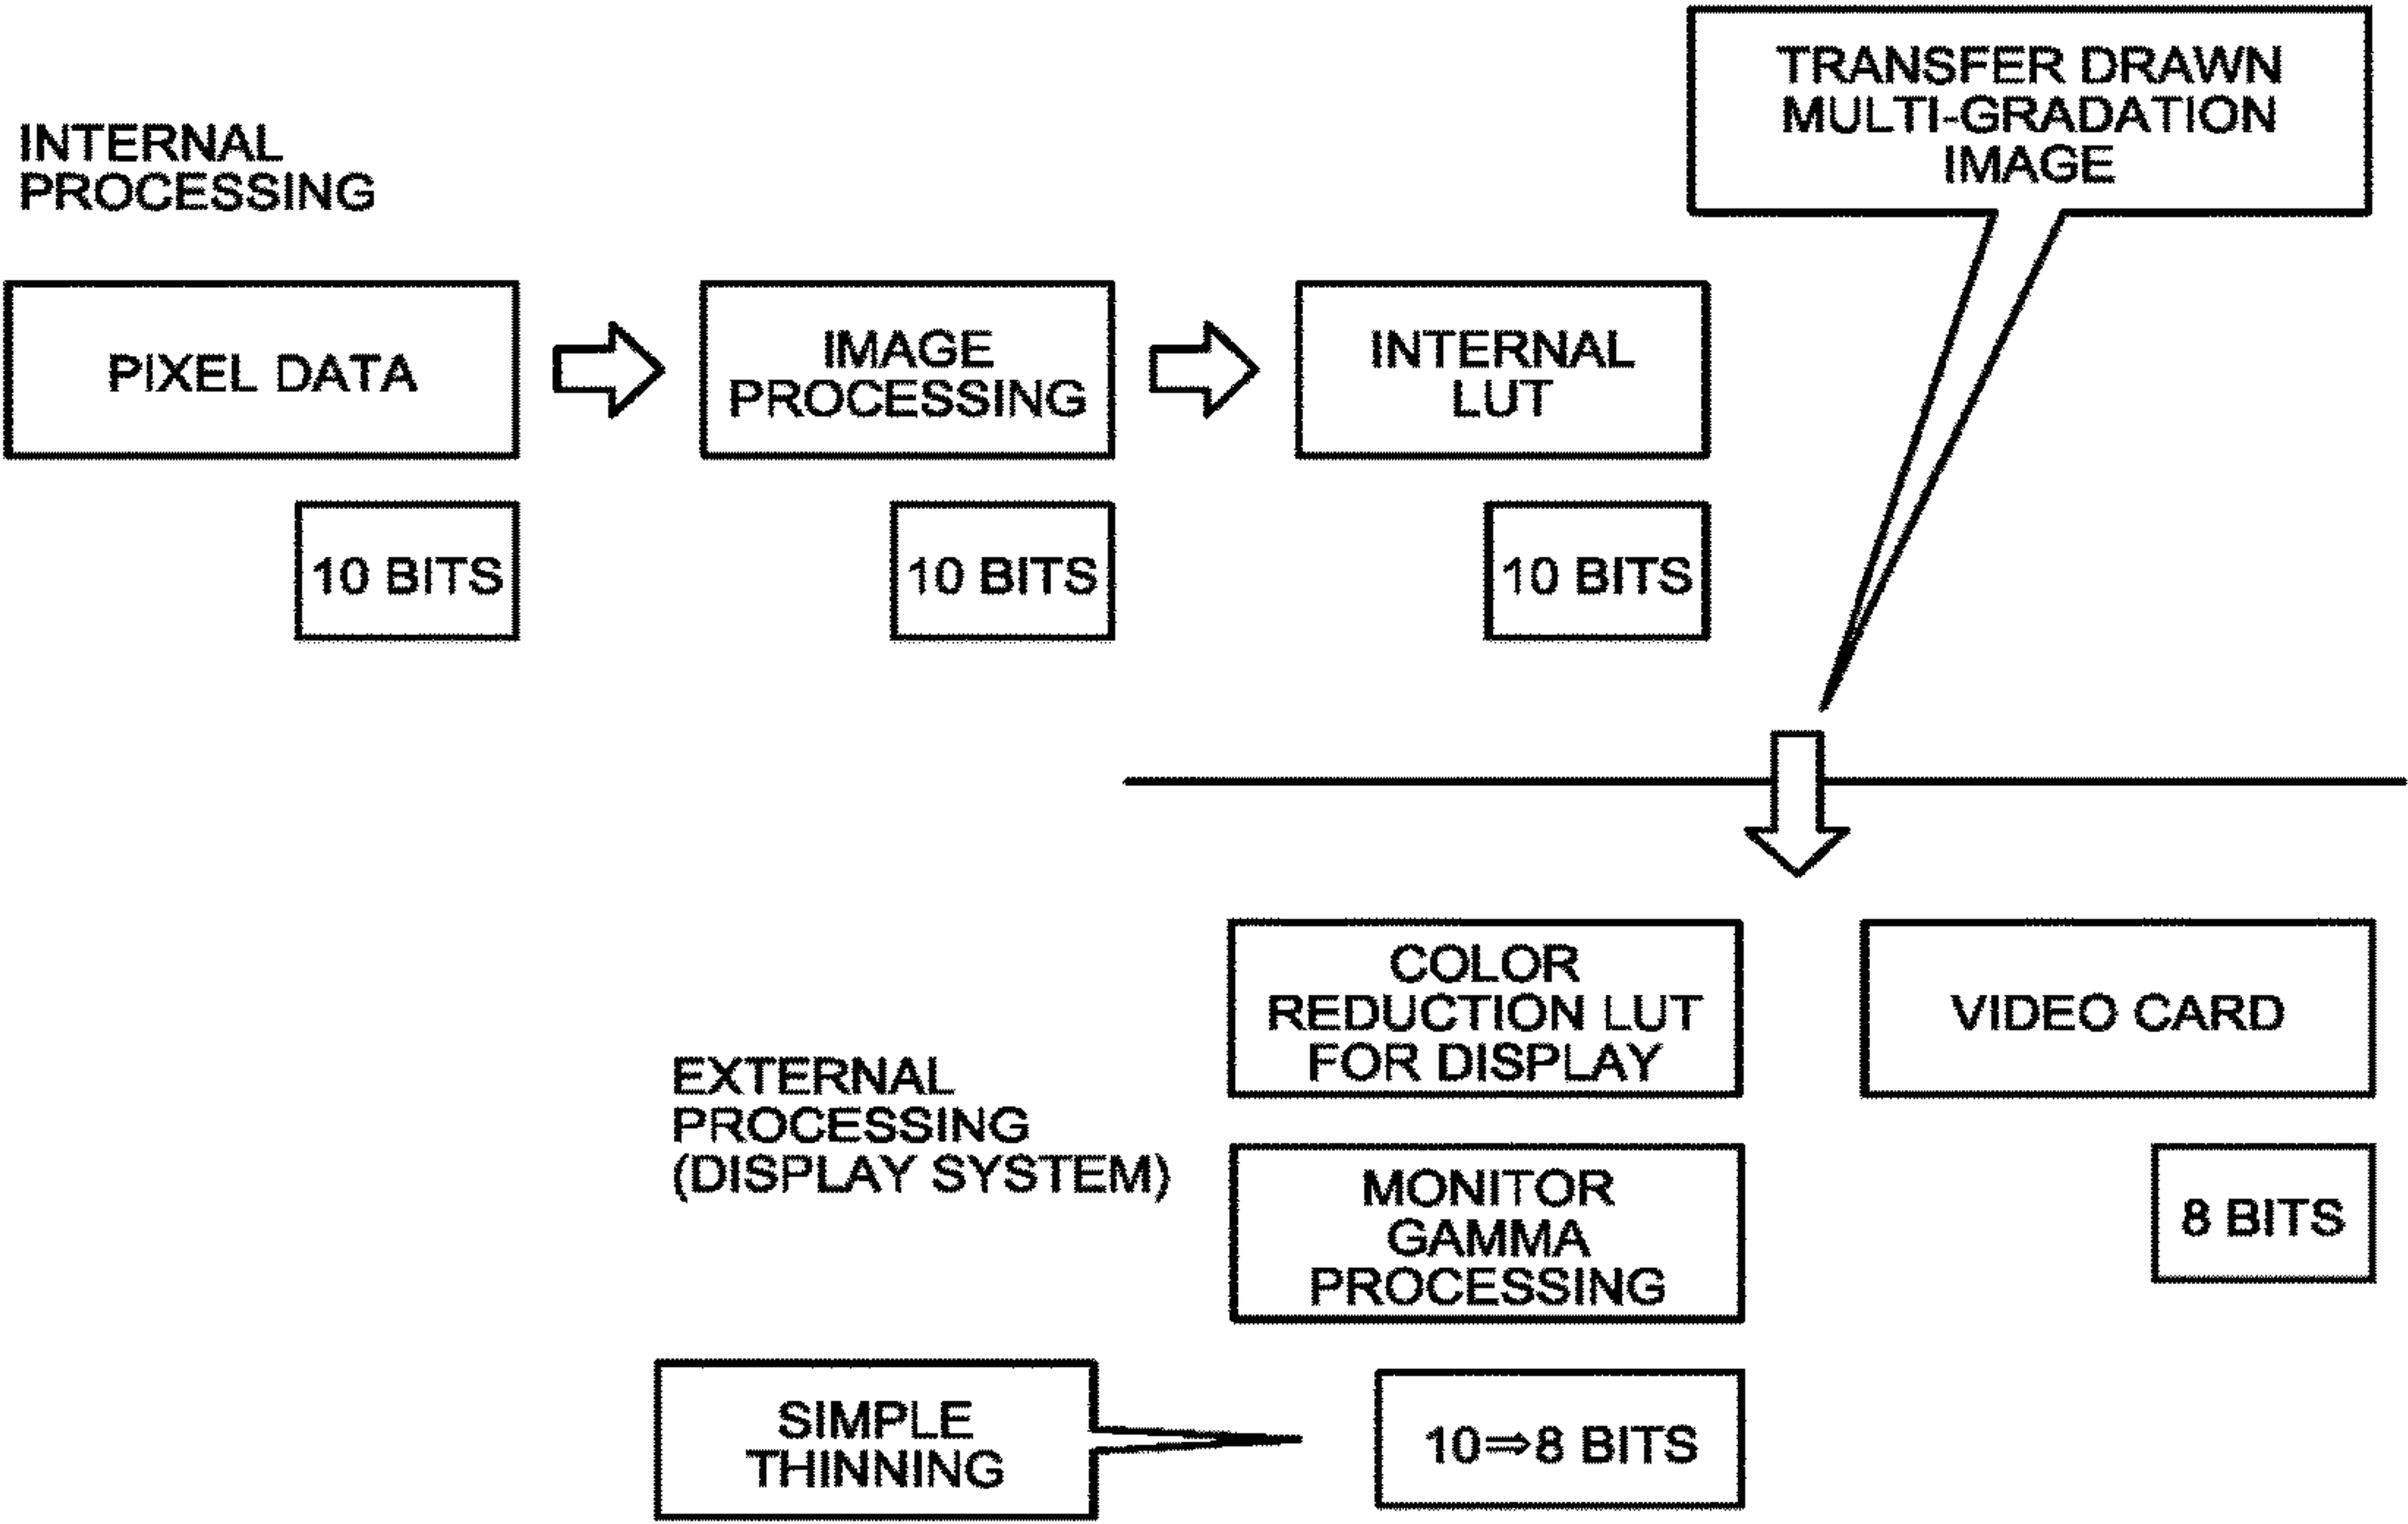 TRANSFER DRAWN
MULTI-GRADATION
IMAGE
INTERNAL
PROCESSING
PIXEL DATA
IMAGE
PROCESSING
INTERNAL
LUT
10 BITS
10 BITS
10 BITS
COLOR
REDUCTION LUT
FOR DISPLAY
VIDEO CARD
EXTERNAL
PROCESSING
(DISPLAY SYSTEM)
MONITOR
GAMMA
PROCESSING
8 BITS
SIMPLE
THINNING
10⇒8 BITS